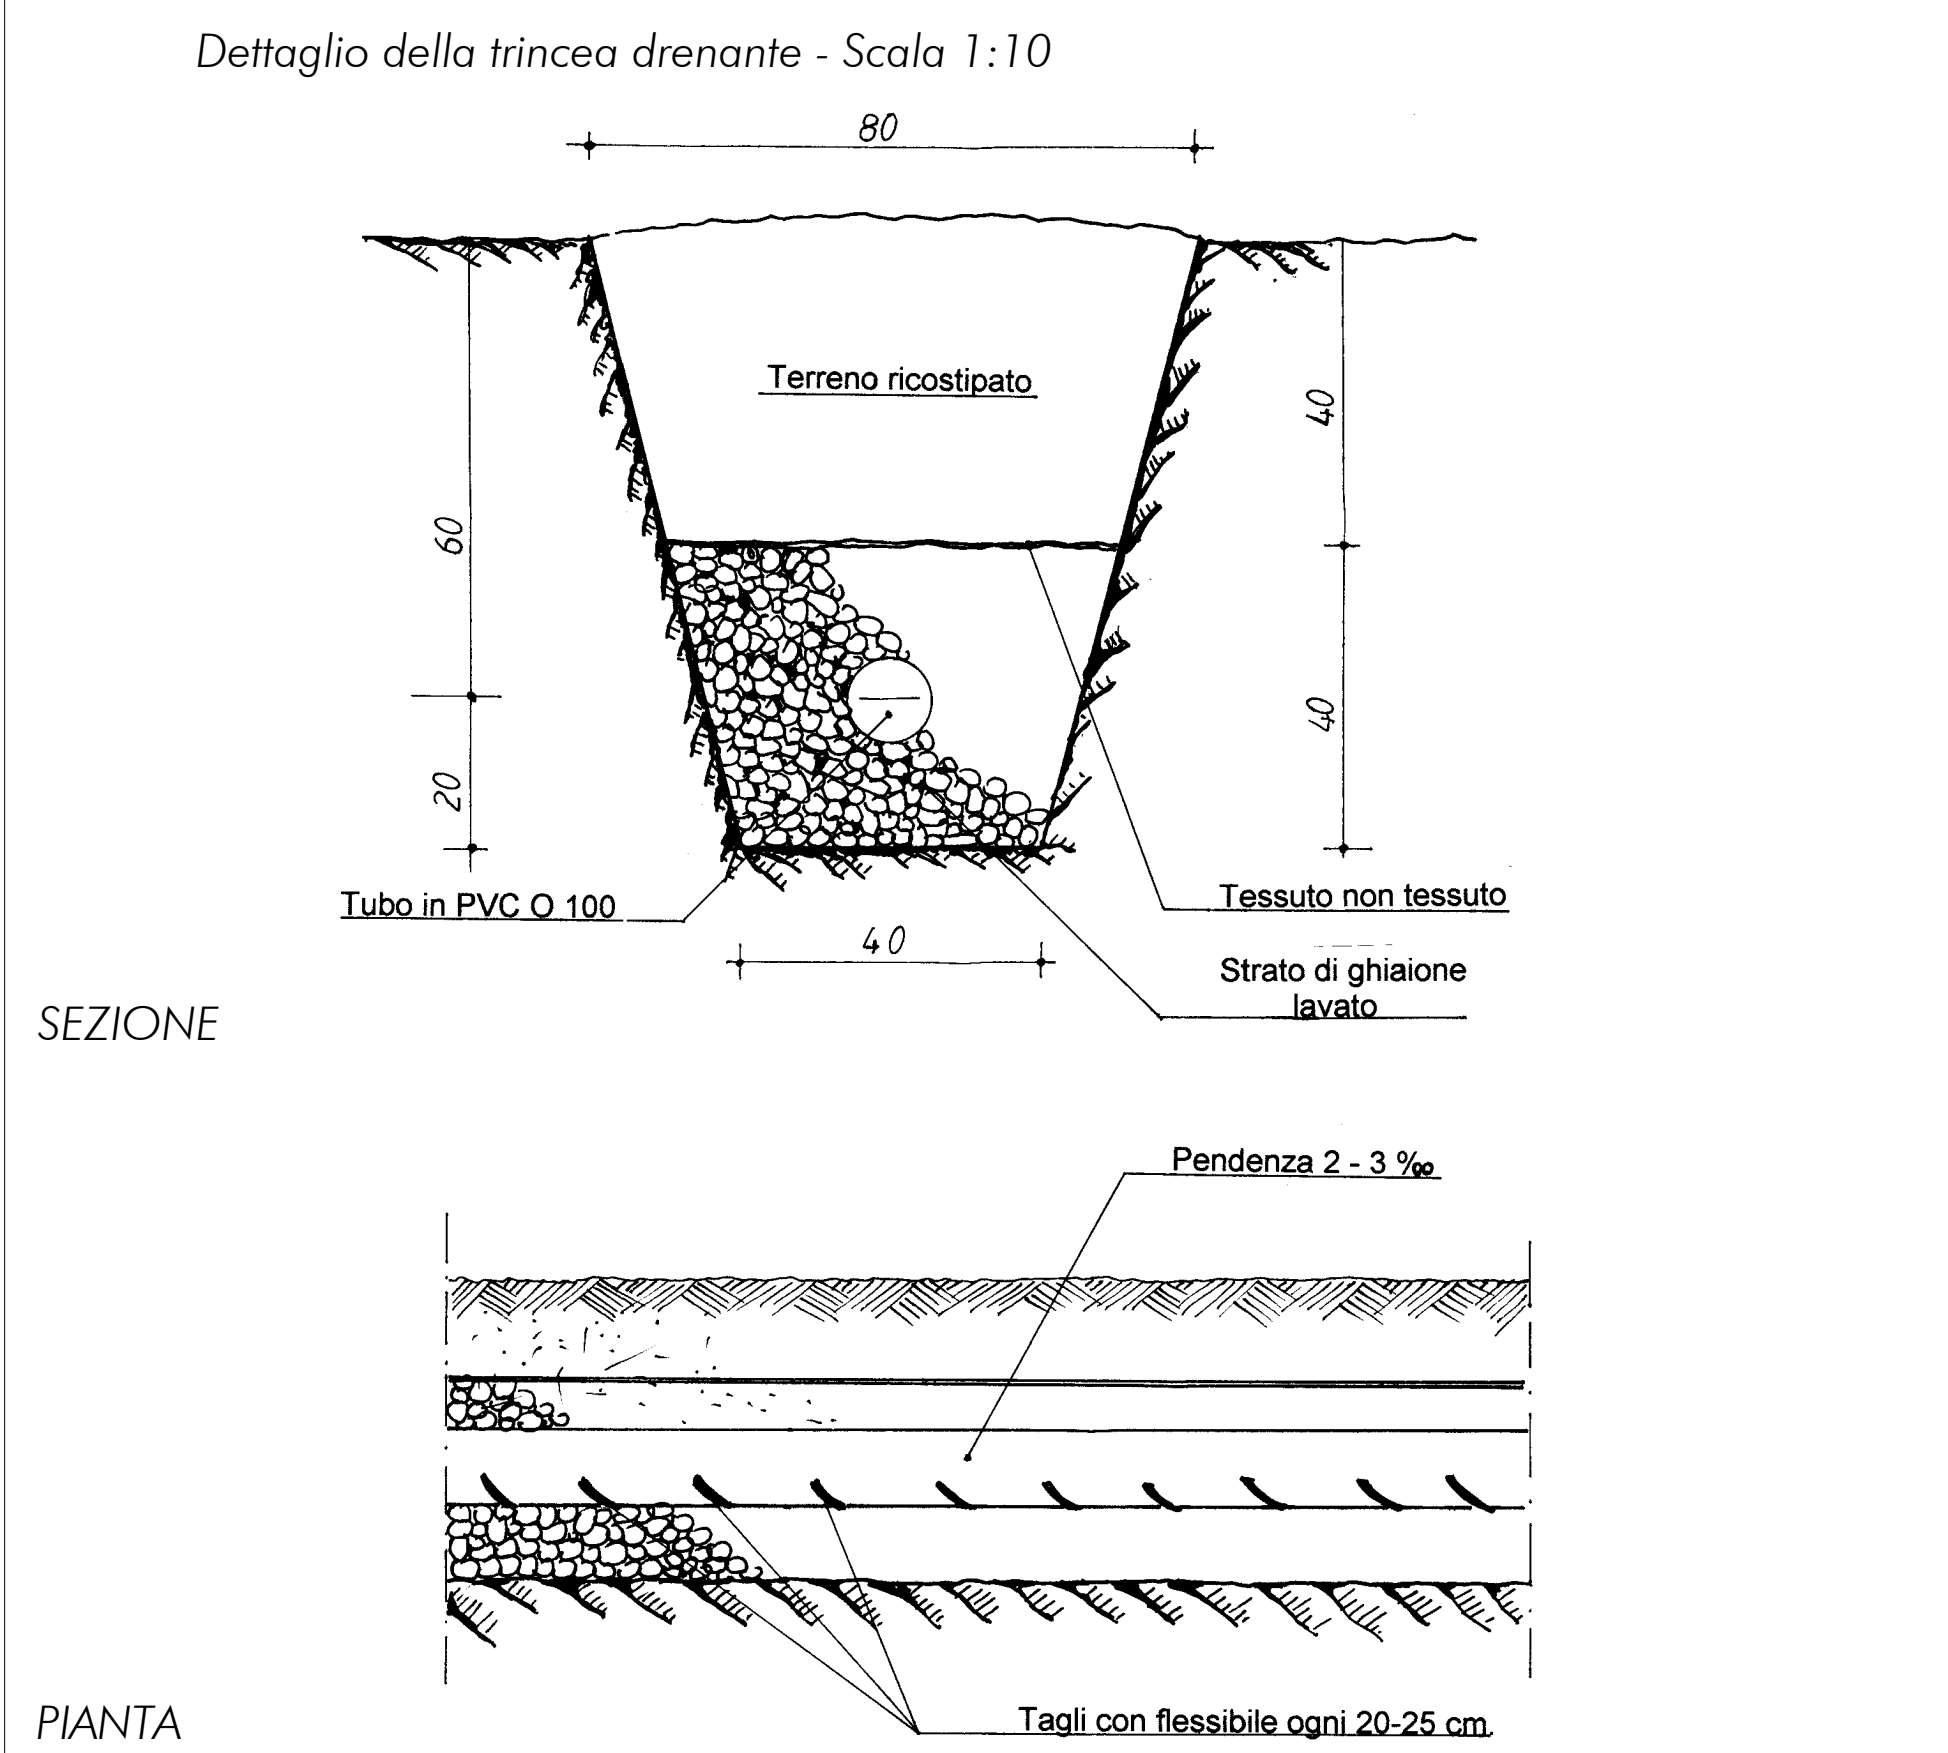 Dettaglio della trincea drenante - Scala 1:10
80
Terreno ricostipato
40
60
40
20
Tubo in PVC O 100
Tessuto non tessuto
40
Strato di ghiaione
lavato
SEZIONE
Pendenza 2 - 3 ‰
Tagli con flessibile ogni 20-25 cm.
PIANTA